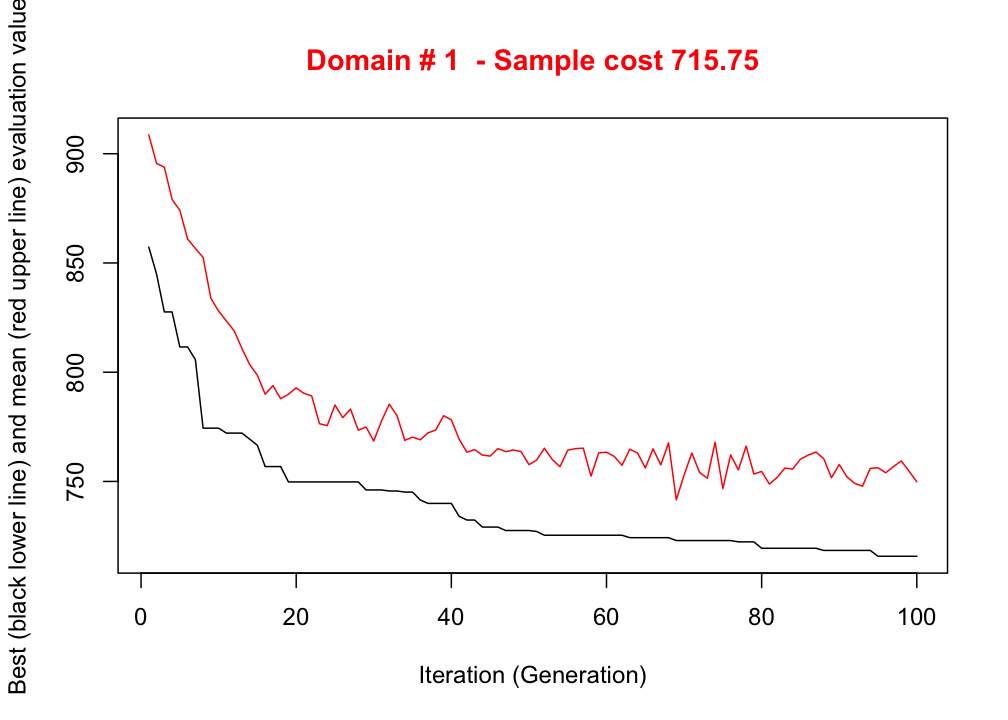 Domain # 1  - Sample cost 715.75
Best (black lower line) and mean (red upper line) evaluation value
900
850
800
750
0 20 40 60 80 100
Iteration (Generation)